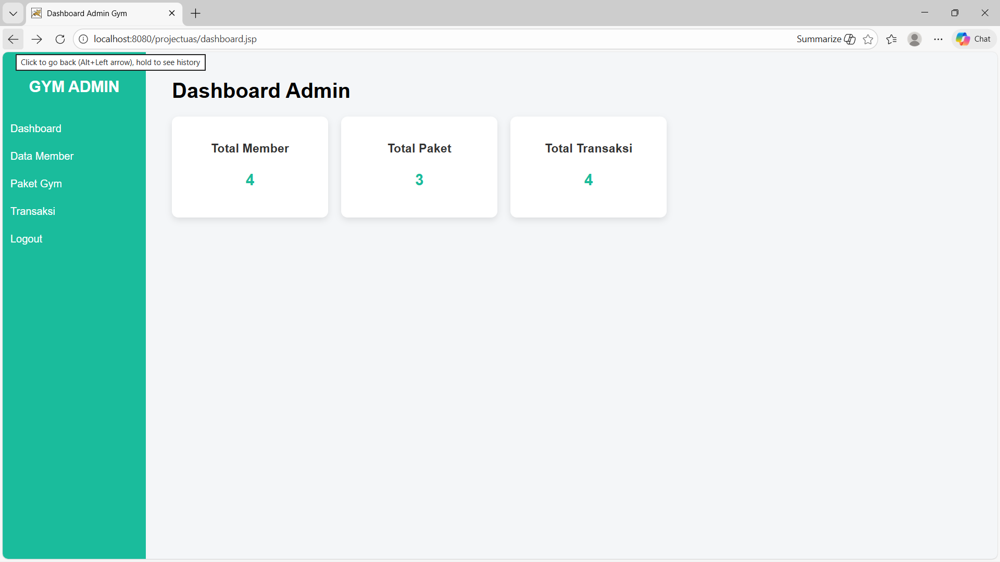 Dashboard Admin Gym
localhost:8080/projectuas/dashboard.jsp
Summarize
Chat
Click to go back (Alt+Left arrow), hold to see history
GYM ADMIN
Dashboard
Data Member
Paket Gym
Transaksi
Logout
Dashboard Admin
Total Member
4
Total Paket
3
Total Transaksi
4